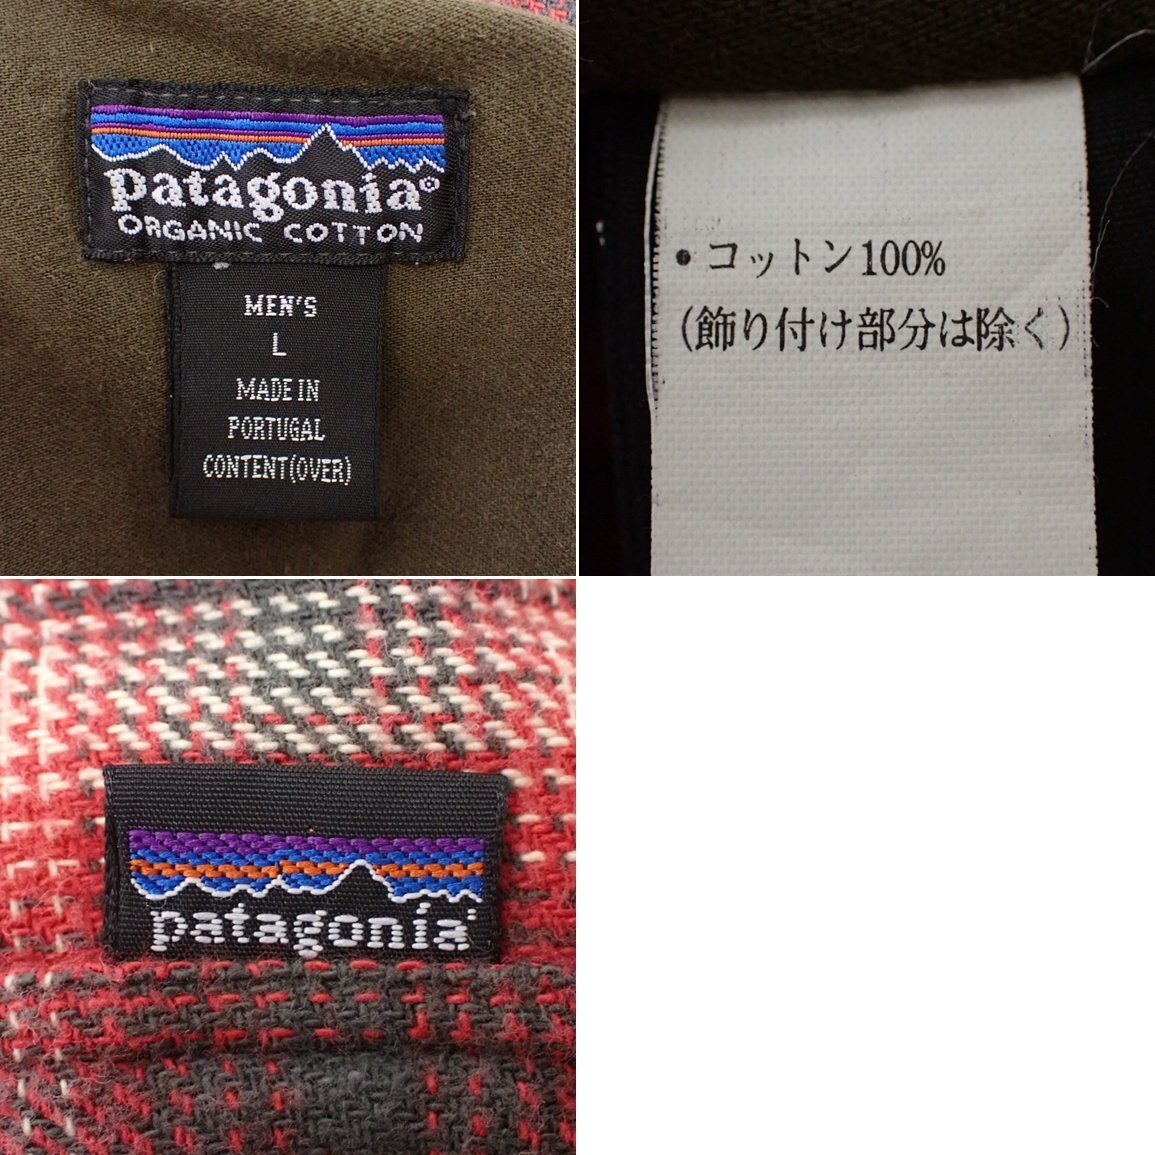 patagonia®
ORGANIC COTTON
MEN'S
L
MADE IN
PORTUGAL
CONTENT(OVER)
・コットン100%
(飾り付け部分は除く)
patagonia